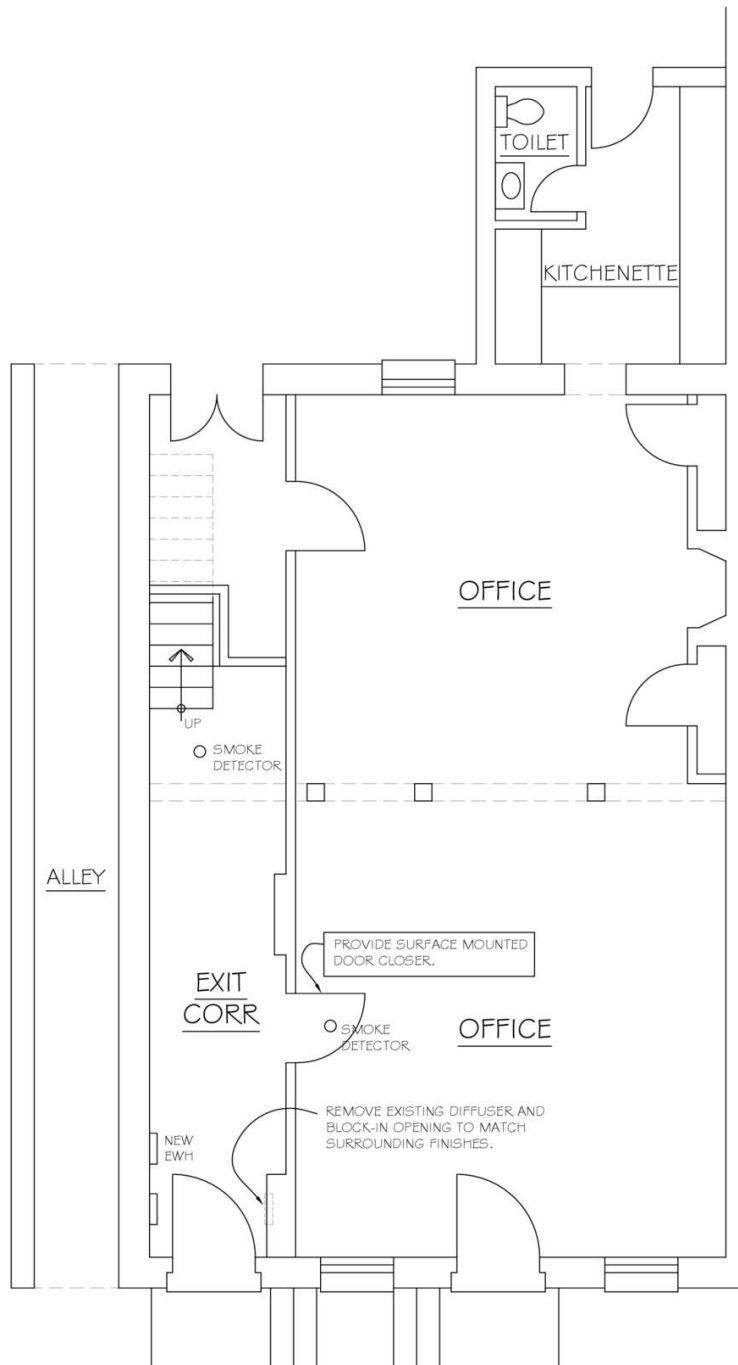 TOILET
KITCHENETTE
OFFICE
UP
SMOKE
DETECTOR
ALLEY
PROVIDE SURFACE MOUNTED
DOOR CLOSER.
EXIT
CORR
SMOKE
DETECTOR
OFFICE
REMOVE EXISTING DIFFUSER AND
BLOCK-IN OPENING TO MATCH
SURROUNDING FINISHES.
NEW
EWH